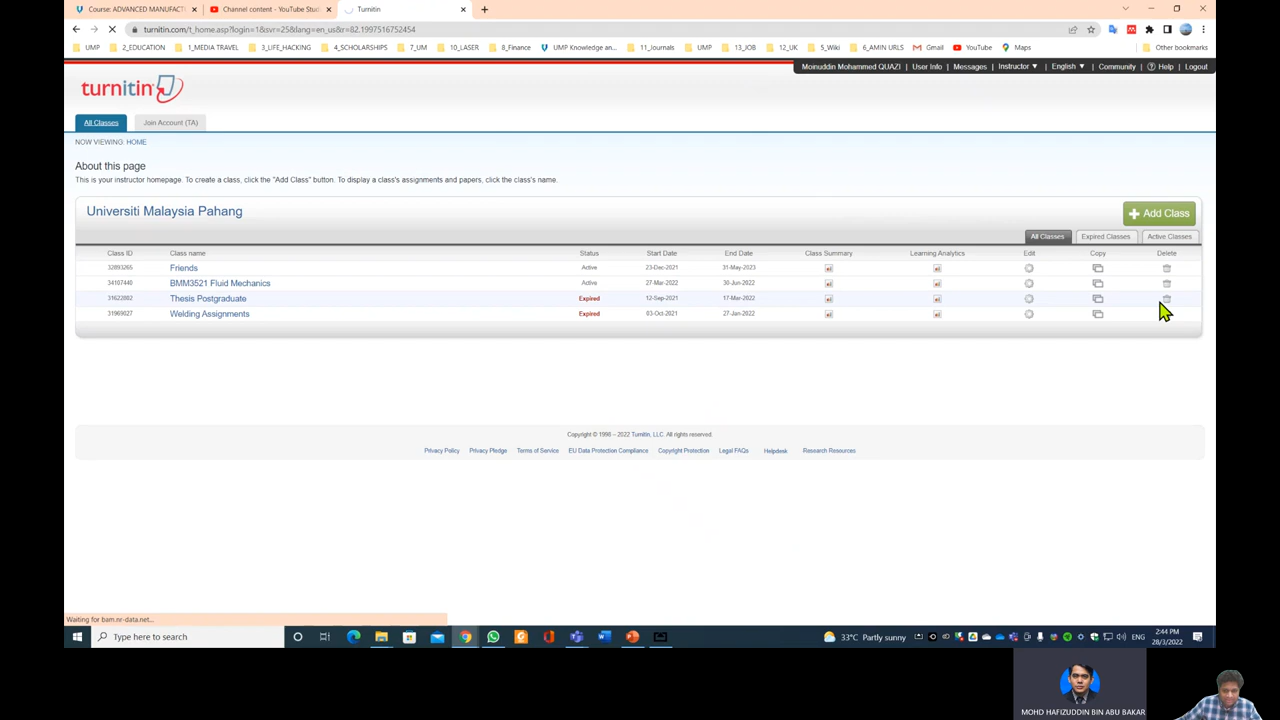 Course: ADVANCED MANUFACT
Channel content - YouTube Stud
Turnitin
turnitin.com/t_home.asp?login=1&svr=25&lang=en_us&r=82.1997516752454
UMP 2_EDUCATION 1_MEDIA TRAVEL 3_LIFE_HACKING 4_SCHOLARSHIPS 7_UM 10_LASER 8_Finance UMP Knowledge an... 11_Journals UMP 13_JOB 12_UK 5_Wiki 6_AMIN URLS Gmail YouTube Maps Other bookmarks
Moinuddin Mohammed QUAZI | User Info | Messages | Instructor ▼ | English ▼ | Community | Help | Logout
turnitin
All Classes Join Account (TA)
NOW VIEWING: HOME
About this page
This is your instructor homepage. To create a class, click the "Add Class" button. To display a class's assignments and papers, click the class's name.
Universiti Malaysia Pahang
Add Class
All Classes Expired Classes Active Classes
Class ID Class name Status Start Date End Date Class Summary Learning Analytics Edit Copy Delete
32893265 Friends Active 23-Dec-2021 31-May-2023
34107440 BMM3521 Fluid Mechanics Active 27-Mar-2022 30-Jun-2022
31622882 Thesis Postgraduate Expired 12-Sep-2021 17-Mar-2022
31969027 Welding Assignments Expired 03-Oct-2021 27-Jan-2022
Copyright © 1998 – 2022 Turnitin, LLC. All rights reserved.
Privacy Policy Privacy Pledge Terms of Service EU Data Protection Compliance Copyright Protection Legal FAQs Helpdesk Research Resources
Waiting for bam.nr-data.net...
Type here to search
33°C Partly sunny
ENG
2:44 PM
28/3/2022
MOHD HAFIZUDDIN BIN ABU BAKAR